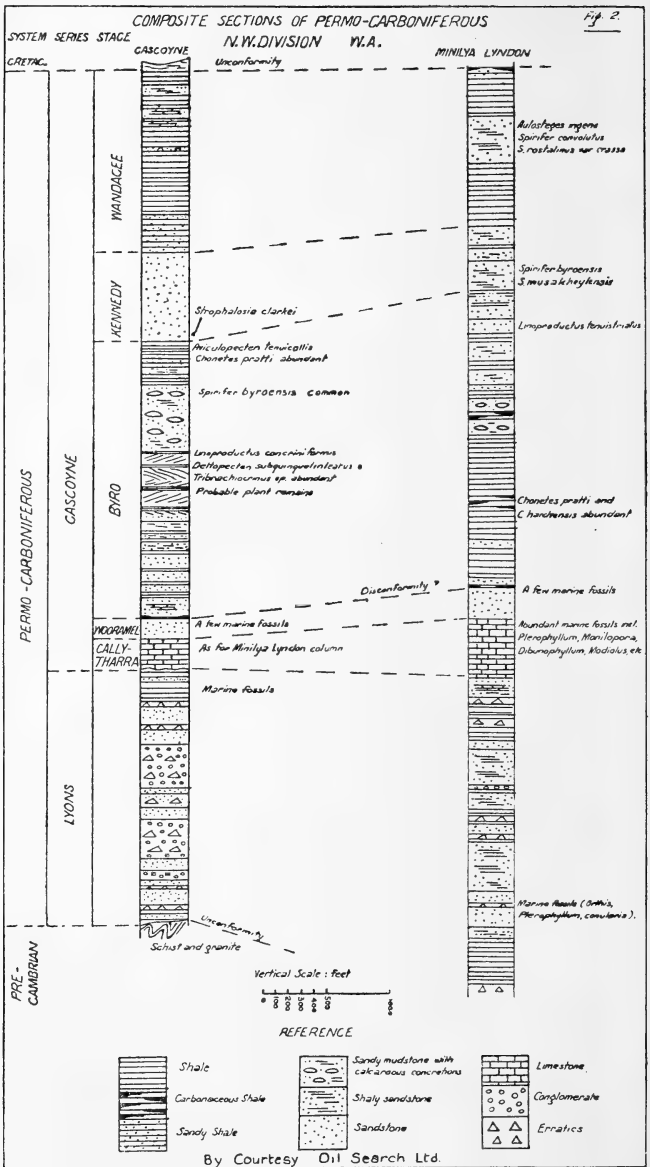 Fig. 2.
COMPOSITE SECTIONS OF PERMO-CARBONIFEROUS
N.W. DIVISION W.A.
SYSTEM SERIES STAGE
GASCOYNE
MINILYA LYNDON
CRETAC.
Unconformity
PERMO-CARBONIFEROUS
GASCOYNE
LYONS
WANDAGEE
KENNEDY
BYRO
WOORAMEL
CALLY-
THARRA
PRE-
CAMBRIAN
Strophalosia clarkei
Aviculopecten tenuicollis
Chonetes pratti abundant
Spirifer byroensis common
Linoproductus concriniformis
Deltopecten subquinquelineatus
Tribrachiocrinus sp. abundant
Probable plant remains
Disconformity ?
A few marine fossils
As for Minilya Lyndon column
Marine fossils
Unconformity
Schist and granite
Aulosteges ingens
Spirifer convolutus
S. rostalinus var crassa
Spirifer byroensis
S. musakheylensis
Linoproductus tenuistriatus
Chonetes pratti and
abundant
A few marine fossils
Abundant marine fossils incl.
Plerophyllum, Monilopora,
Dibunophyllum, Modiolus, etc
Marine fossils (Orthis,
Plerophyllum, conularia).
Vertical Scale : feet
0 100 200 300 400 500 1000
REFERENCE
Shale
Carbonaceous Shale
Sandy Shale
Sandy mudstone with
calcareous concretions
Shaly sandstone
Sandstone
Limestone
Conglomerate
Erratics
By Courtesy Oil Search Ltd.